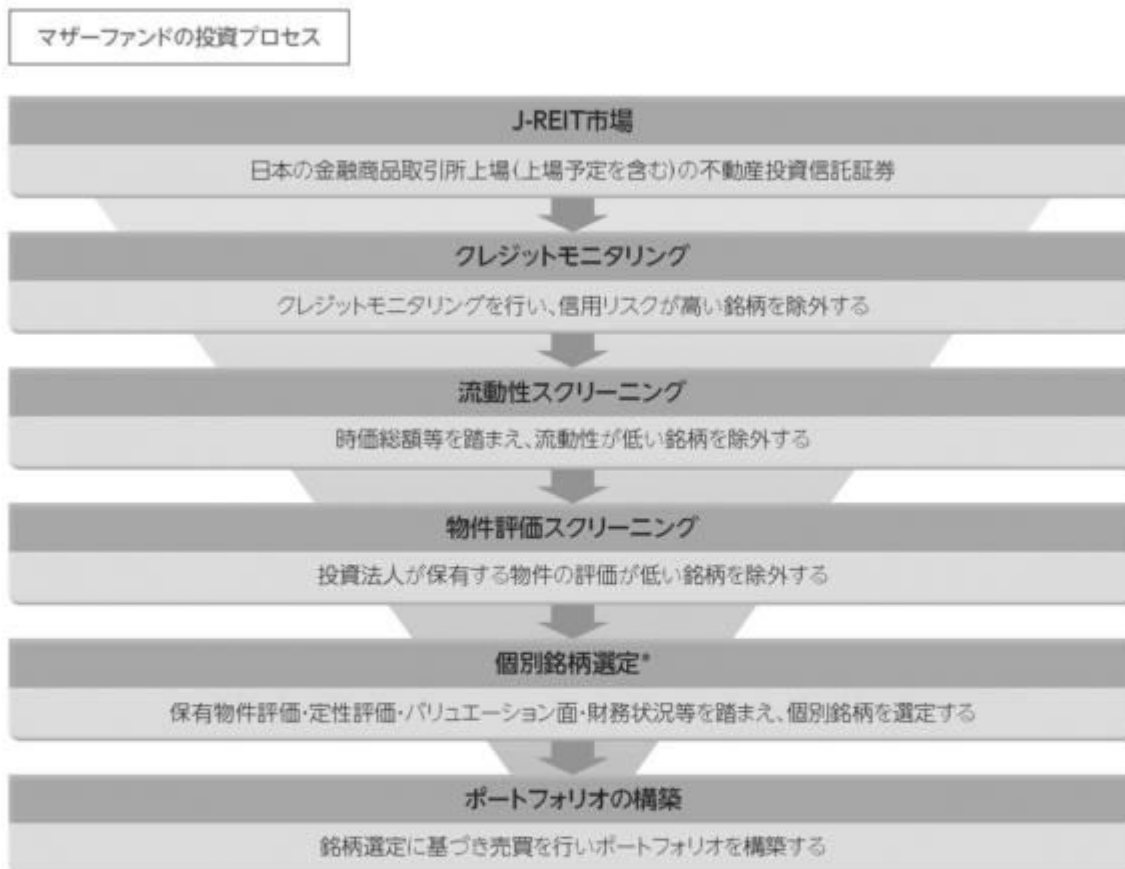 マザーファンドの投資プロセス
J-REIT市場
日本の金融商品取引所上場(上場予定を含む)の不動産投資信託証券
クレジットモニタリング
クレジットモニタリングを行い、信用リスクが高い銘柄を除外する
流動性スクリーニング
時価総額等を踏まえ、流動性が低い銘柄を除外する
物件評価スクリーニング
投資法人が保有する物件の評価が低い銘柄を除外する
個別銘柄選定*
保有物件評価・定性評価・バリュエーション面・財務状況等を踏まえ、個別銘柄を選定する
ポートフォリオの構築
銘柄選定に基づき売買を行いポートフォリオを構築する